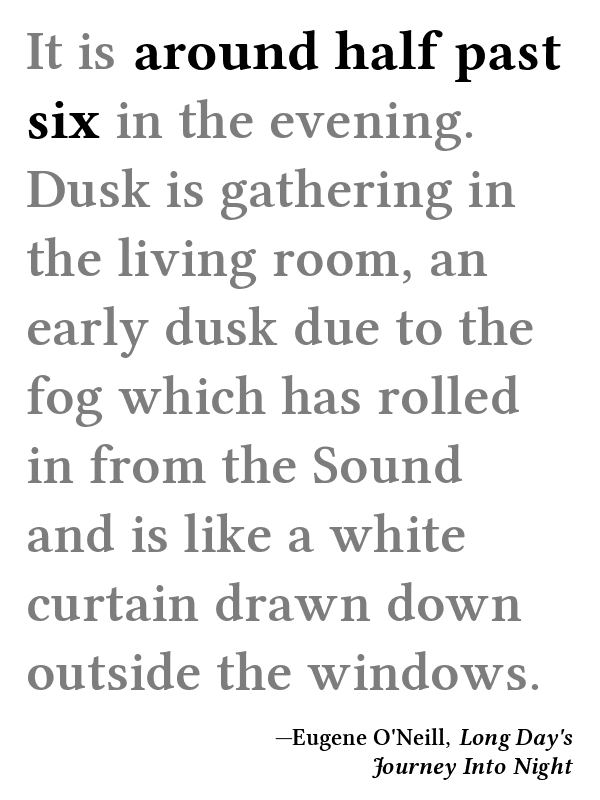 It is around half past
six in the evening.
Dusk is gathering in
the living room, an
early dusk due to the
fog which has rolled
in from the Sound
and is like a white
curtain drawn down
outside the windows.
—Eugene O'Neill, Long Day's
Journey Into Night